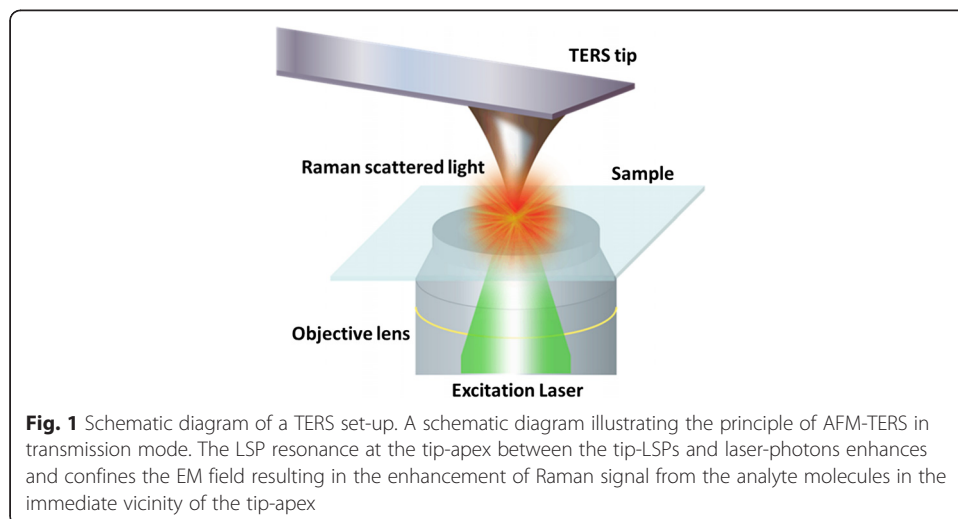 TERS tip
Raman scattered light
Sample
Objective lens
Excitation Laser
Fig. 1 Schematic diagram of a TERS set-up. A schematic diagram illustrating the principle of AFM-TERS in
transmission mode. The LSP resonance at the tip-apex between the tip-LSPs and laser-photons enhances
and confines the EM field resulting in the enhancement of Raman signal from the analyte molecules in the
immediate vicinity of the tip-apex